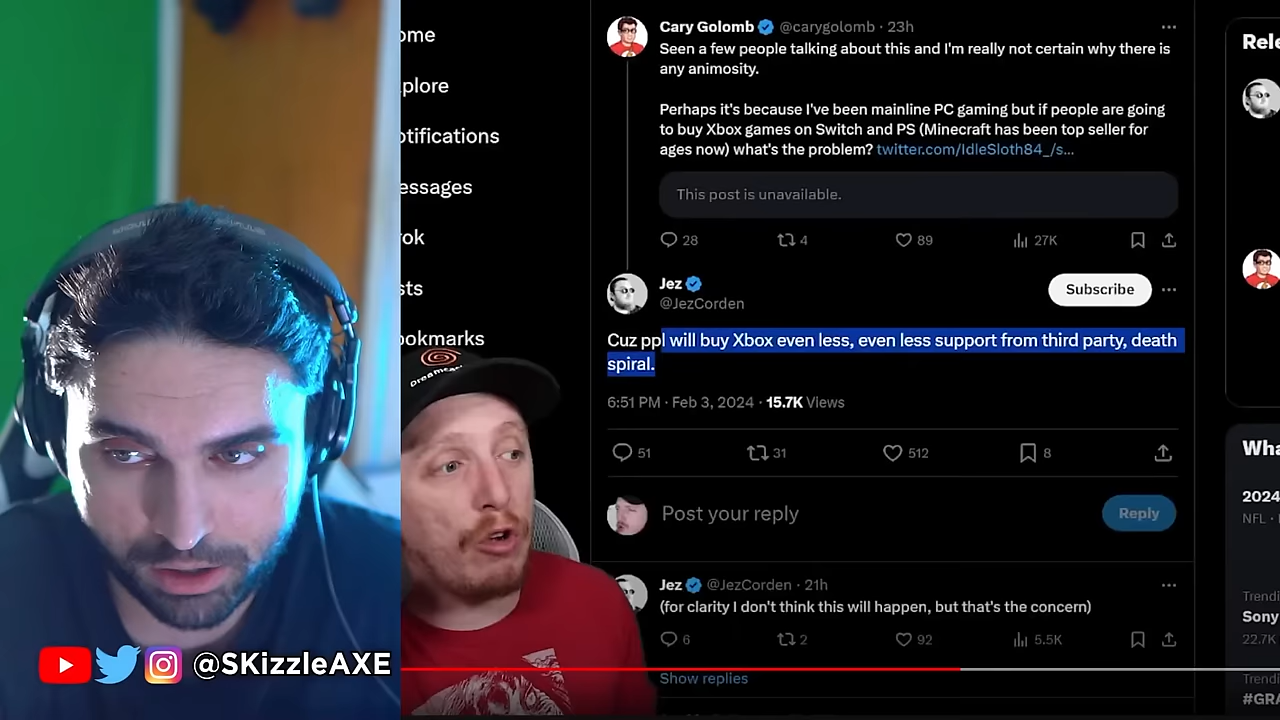 ome
plore
otifications
essages
ok
sts
ookmarks
Cary Golomb @carygolomb · 23h
Seen a few people talking about this and I'm really not certain why there is
any animosity.
Perhaps it's because I've been mainline PC gaming but if people are going
to buy Xbox games on Switch and PS (Minecraft has been top seller for
ages now) what's the problem? twitter.com/IdleSloth84_/s…
This post is unavailable.
28 4 89 27K
Jez
@JezCorden
Subscribe
Cuz ppl will buy Xbox even less, even less support from third party, death
spiral.
6:51 PM · Feb 3, 2024 · 15.7K Views
51 31 512 8
Post your reply
Reply
Jez @JezCorden · 21h
(for clarity I don't think this will happen, but that's the concern)
6 2 92 5.5K
Show replies
Rele
Wha
2024
NFL ·
Trendi
Sony
22.7K
Trendi
#GRA
Dreamcast
@SKizzleAXE